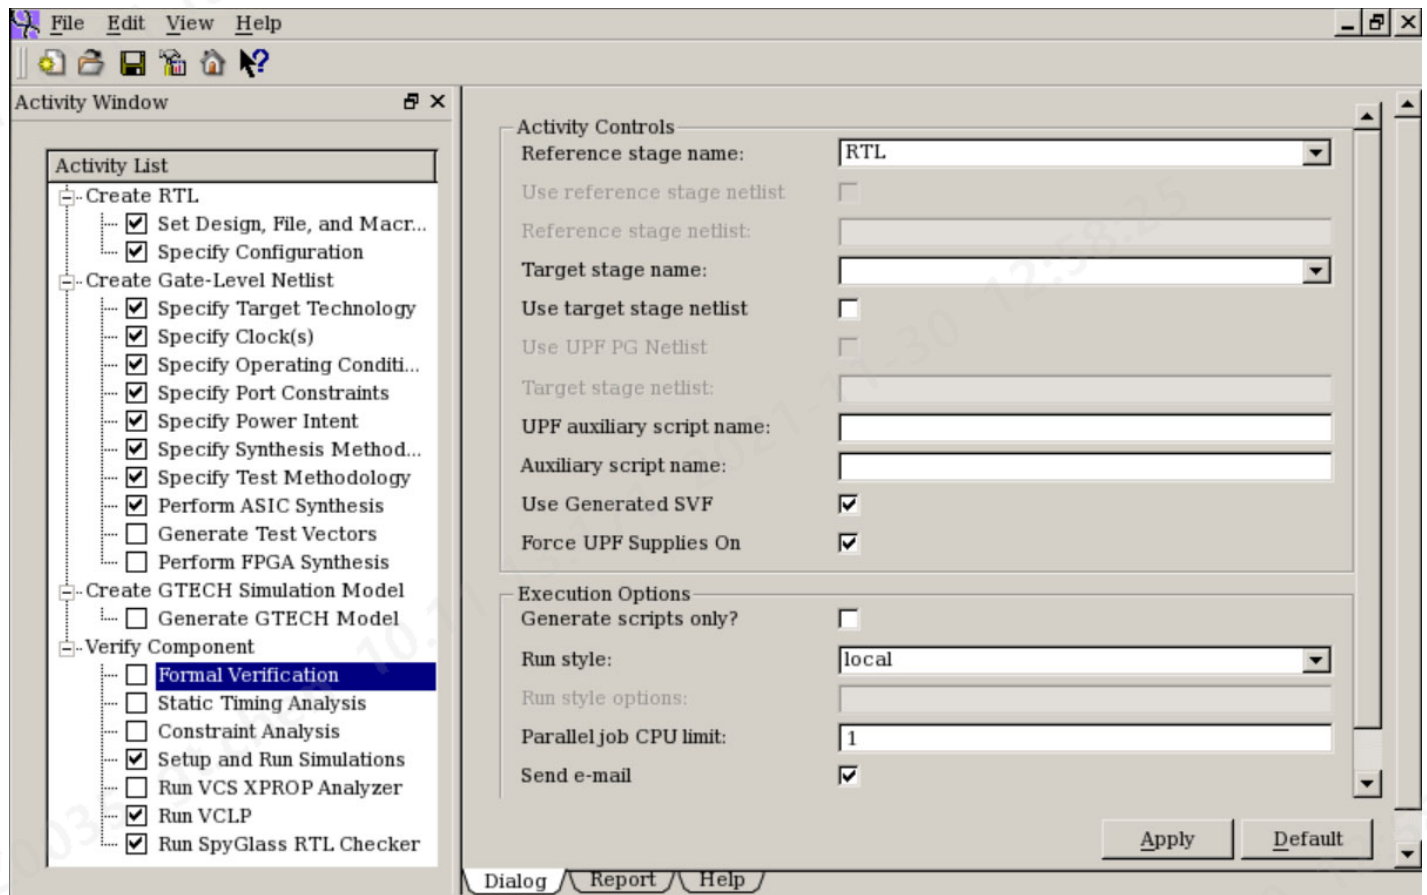 File Edit View Help
Activity Window
Activity List
Create RTL
Set Design, File, and Macr...
Specify Configuration
Create Gate-Level Netlist
Specify Target Technology
Specify Clock(s)
Specify Operating Conditi...
Specify Port Constraints
Specify Power Intent
Specify Synthesis Method...
Specify Test Methodology
Perform ASIC Synthesis
Generate Test Vectors
Perform FPGA Synthesis
Create GTECH Simulation Model
Generate GTECH Model
Verify Component
Formal Verification
Static Timing Analysis
Constraint Analysis
Setup and Run Simulations
Run VCS XPROP Analyzer
Run VCLP
Run SpyGlass RTL Checker
Activity Controls
Reference stage name: RTL
Use reference stage netlist
Reference stage netlist:
Target stage name:
Use target stage netlist
Use UPF PG Netlist
Target stage netlist:
UPF auxiliary script name:
Auxiliary script name:
Use Generated SVF
Force UPF Supplies On
Execution Options
Generate scripts only?
Run style: local
Run style options:
Parallel job CPU limit: 1
Send e-mail
Apply Default
Dialog Report Help
2021-11-30 12:58:25